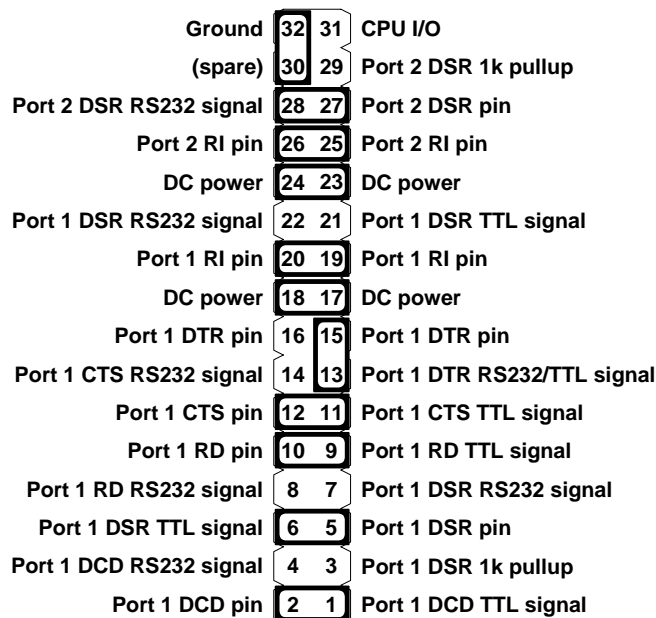 Ground 32 31 CPU I/O
(spare) 30 29 Port 2 DSR 1k pullup
Port 2 DSR RS232 signal 28 27 Port 2 DSR pin
Port 2 RI pin 26 25 Port 2 RI pin
DC power 24 23 DC power
Port 1 DSR RS232 signal 22 21 Port 1 DSR TTL signal
Port 1 RI pin 20 19 Port 1 RI pin
DC power 18 17 DC power
Port 1 DTR pin 16 15 Port 1 DTR pin
Port 1 CTS RS232 signal 14 13 Port 1 DTR RS232/TTL signal
Port 1 CTS pin 12 11 Port 1 CTS TTL signal
Port 1 RD pin 10 9 Port 1 RD TTL signal
Port 1 RD RS232 signal 8 7 Port 1 DSR RS232 signal
Port 1 DSR TTL signal 6 5 Port 1 DSR pin
Port 1 DCD RS232 signal 4 3 Port 1 DSR 1k pullup
Port 1 DCD pin 2 1 Port 1 DCD TTL signal